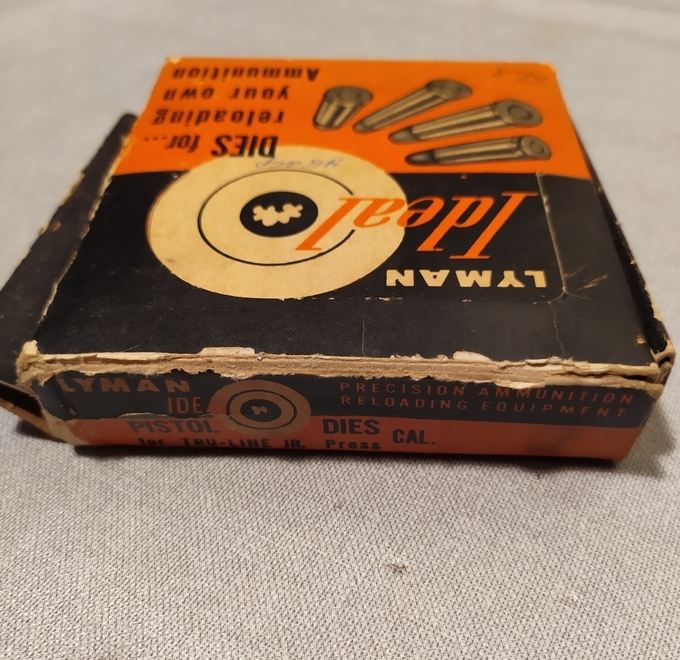 LYMAN
Ideal
DIES for...
reloading
your own
Ammunition
LYMAN
IDE
PRECISION AMMUNITION
RELOADING EQUIPMENT
PISTOL DIES CAL.
for TRU-LINE JR. Press